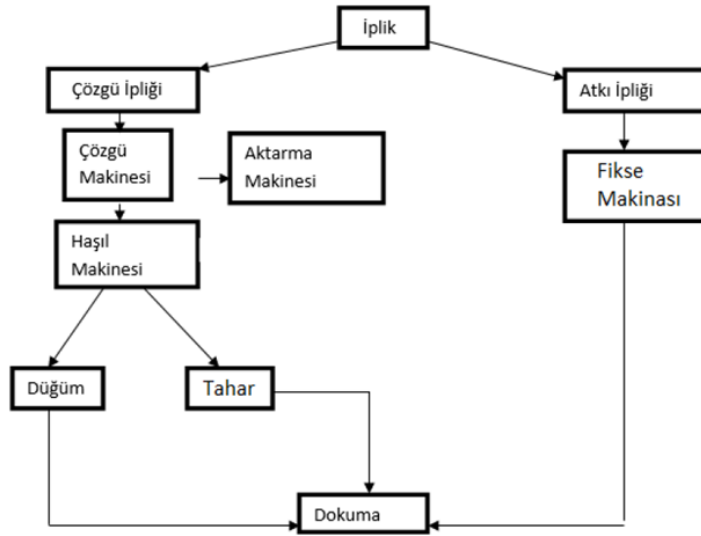 İplik
Çözgü İpliği
Atkı İpliği
Çözgü
Makinesi
Aktarma
Makinesi
Fikse
Makinası
Haşıl
Makinesi
Düğüm
Tahar
Dokuma